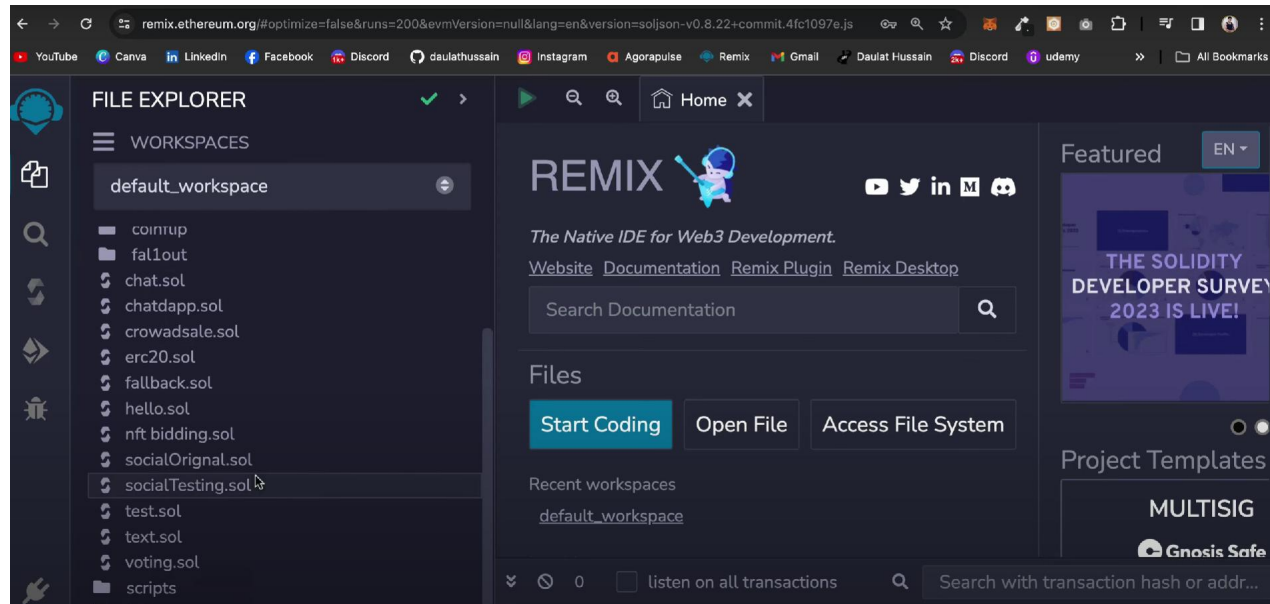 remix.ethereum.org/#optimize=false&runs=200&evmVersion=null&lang=en&version=soljson-v0.8.22+commit.4fc1097e.js
YouTube Canva LinkedIn Facebook Discord daulathussain Instagram Agorapulse Remix Gmail Daulat Hussain Discord udemy » All Bookmarks
FILE EXPLORER
WORKSPACES
default_workspace
fal1out
chat.sol
chatdapp.sol
crowadsale.sol
erc20.sol
fallback.sol
hello.sol
nft bidding.sol
socialOrignal.sol
socialTesting.sol
test.sol
text.sol
voting.sol
scripts
Home
REMIX
The Native IDE for Web3 Development.
Website Documentation Remix Plugin Remix Desktop
Search Documentation
Files
Start Coding Open File Access File System
Recent workspaces
default_workspace
0 listen on all transactions Search with transaction hash or addr...
Featured EN
THE SOLIDITY
DEVELOPER SURVEY
2023 IS LIVE!
Project Templates
MULTISIG
Gnosis Safe